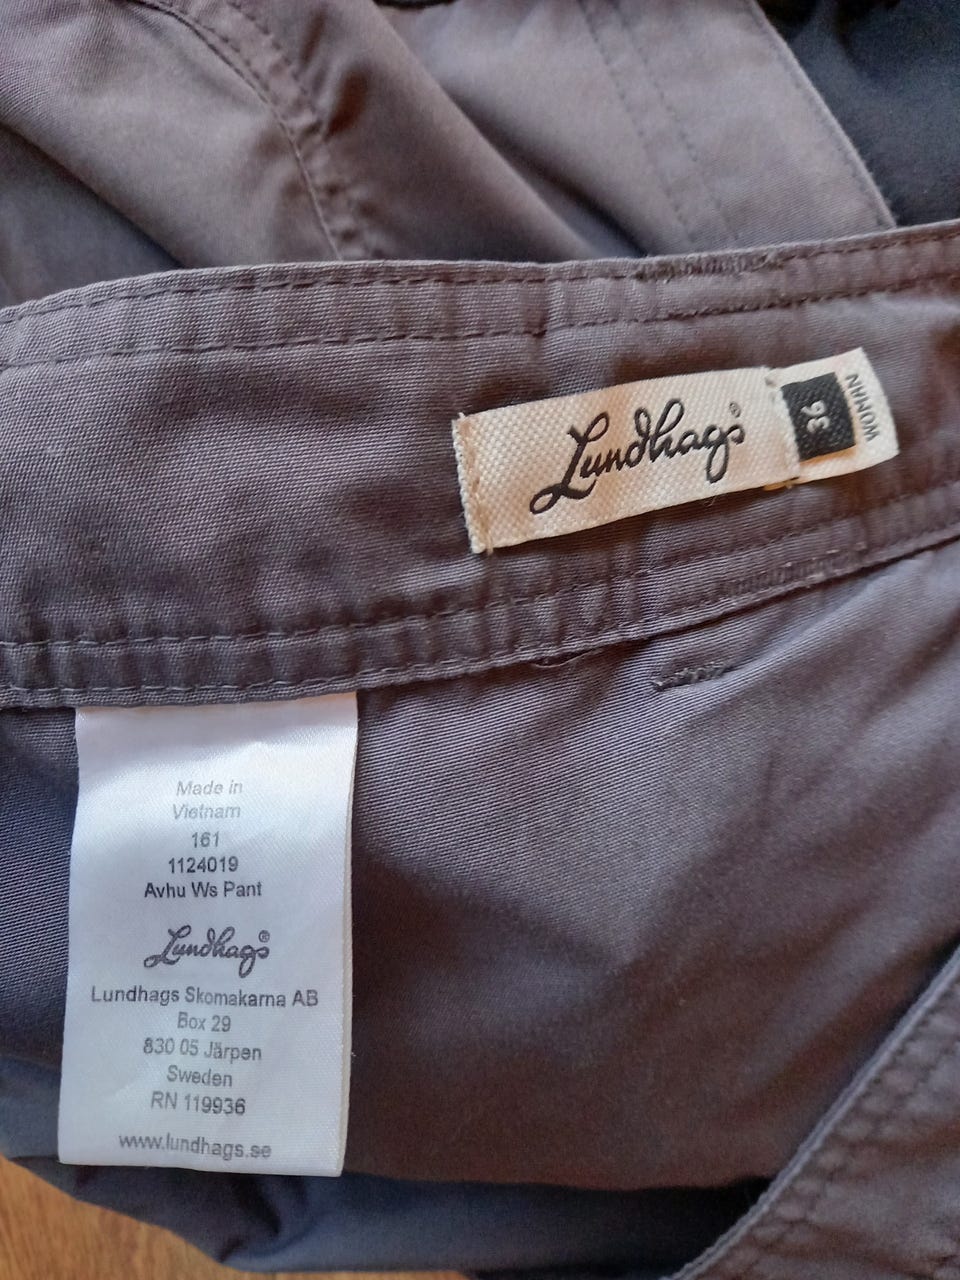 Lundhags®
36
WOMAN
Made in
Vietnam
161
1124019
Avhu Ws Pant
Lundhags®
Lundhags Skomakarna AB
Box 29
830 05 Järpen
Sweden
RN 119936
www.lundhags.se